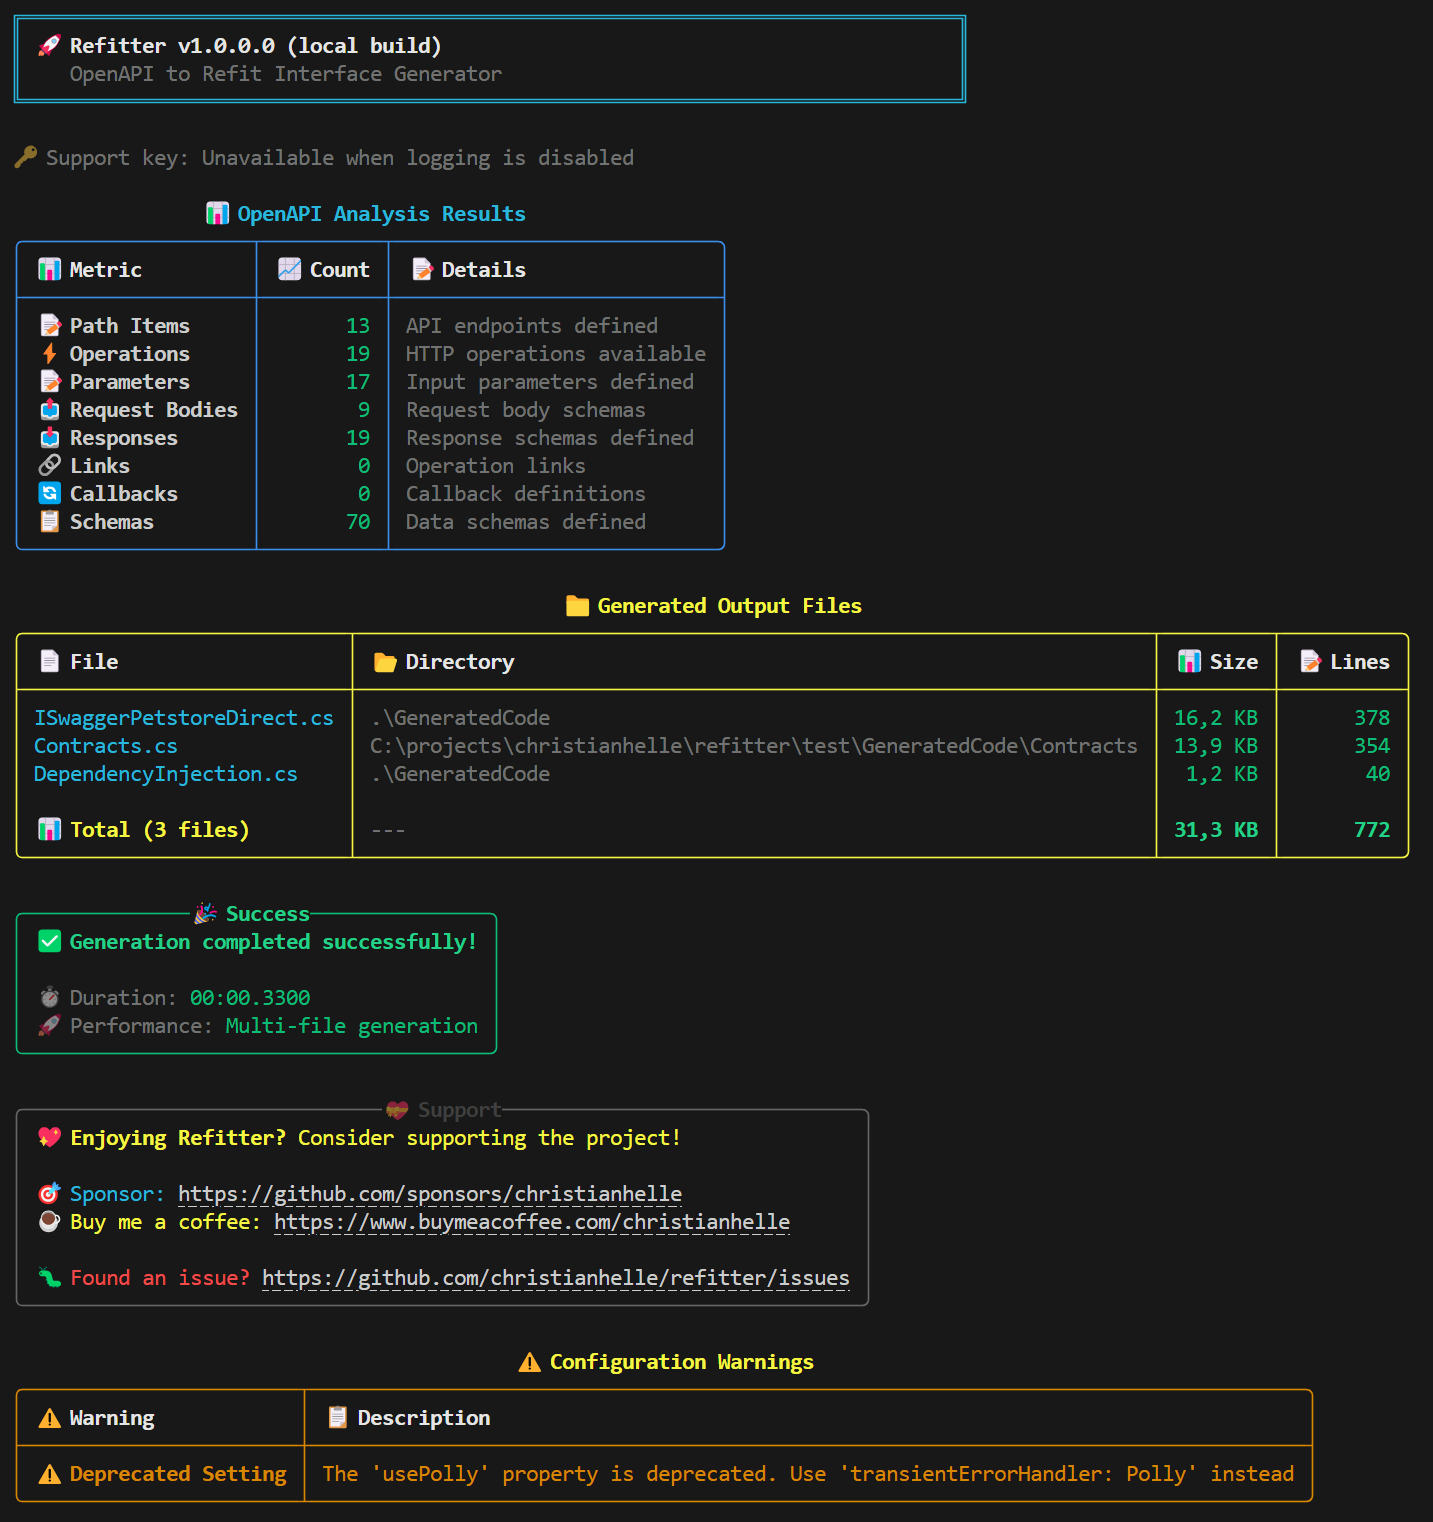 🚀 Refitter v1.0.0.0 (local build)
OpenAPI to Refit Interface Generator
🔑 Support key: Unavailable when logging is disabled
📊 OpenAPI Analysis Results
📊 Metric 📈 Count 📝 Details
📝 Path Items 13 API endpoints defined
⚡ Operations 19 HTTP operations available
📝 Parameters 17 Input parameters defined
📤 Request Bodies 9 Request body schemas
📥 Responses 19 Response schemas defined
🔗 Links 0 Operation links
🔄 Callbacks 0 Callback definitions
📋 Schemas 70 Data schemas defined
📁 Generated Output Files
📄 File 📂 Directory 📊 Size 📝 Lines
ISwaggerPetstoreDirect.cs .\GeneratedCode 16,2 KB 378
Contracts.cs C:\projects\christianhelle\refitter\test\GeneratedCode\Contracts 13,9 KB 354
DependencyInjection.cs .\GeneratedCode 1,2 KB 40
📊 Total (3 files) --- 31,3 KB 772
🎉 Success
✅ Generation completed successfully!
⏱ Duration: 00:00.3300
🚀 Performance: Multi-file generation
💝 Support
💖 Enjoying Refitter? Consider supporting the project!
🎯 Sponsor: https://github.com/sponsors/christianhelle
☕ Buy me a coffee: https://www.buymeacoffee.com/christianhelle
🐛 Found an issue? https://github.com/christianhelle/refitter/issues
⚠ Configuration Warnings
⚠ Warning 📋 Description
⚠ Deprecated Setting The 'usePolly' property is deprecated. Use 'transientErrorHandler: Polly' instead